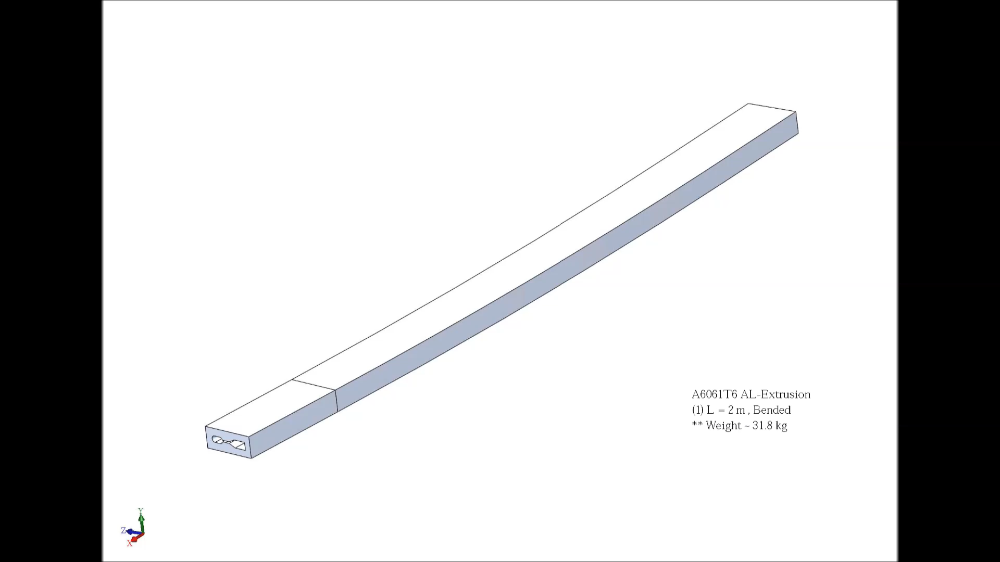 A6061T6 AL-Extrusion
(1) L = 2 m , Bended
** Weight ~ 31.8 kg
Y
Z
X